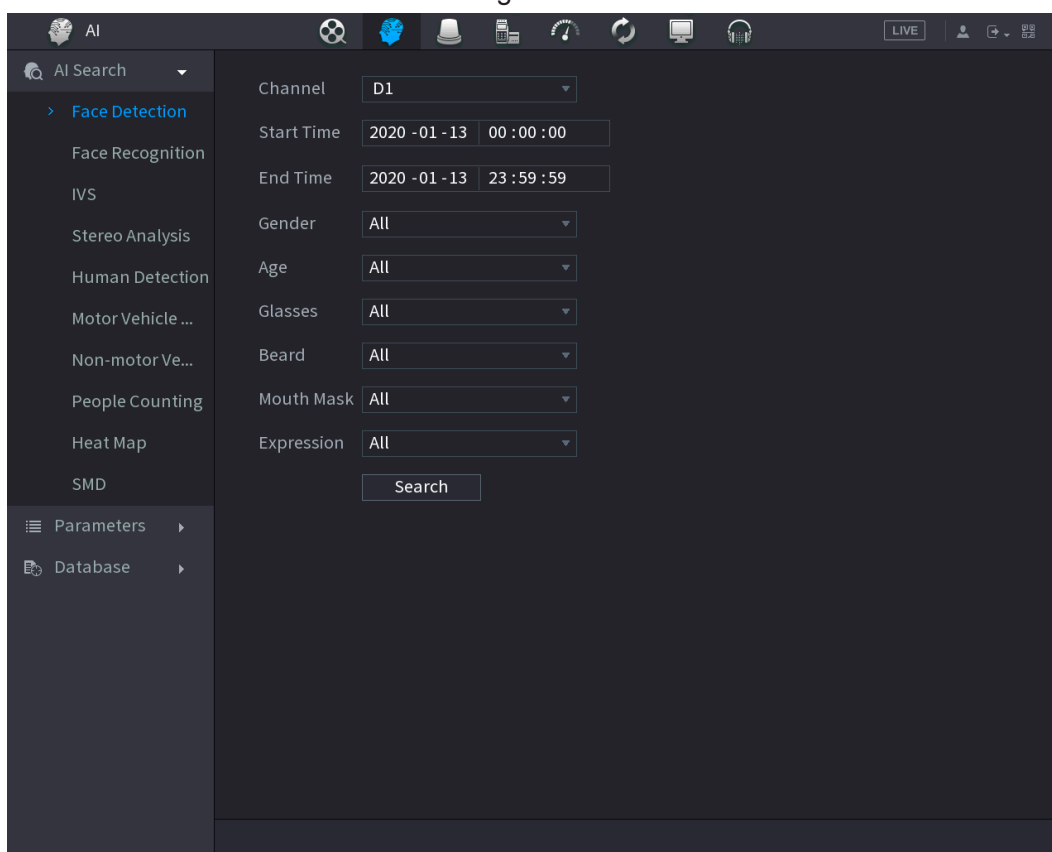 AI
LIVE
AI Search
Face Detection
Face Recognition
IVS
Stereo Analysis
Human Detection
Motor Vehicle ...
Non-motor Ve...
People Counting
Heat Map
SMD
Parameters
Database
Channel D1
Start Time 2020 -01 -13 00 :00 :00
End Time 2020 -01 -13 23 :59 :59
Gender All
Age All
Glasses All
Beard All
Mouth Mask All
Expression All
Search